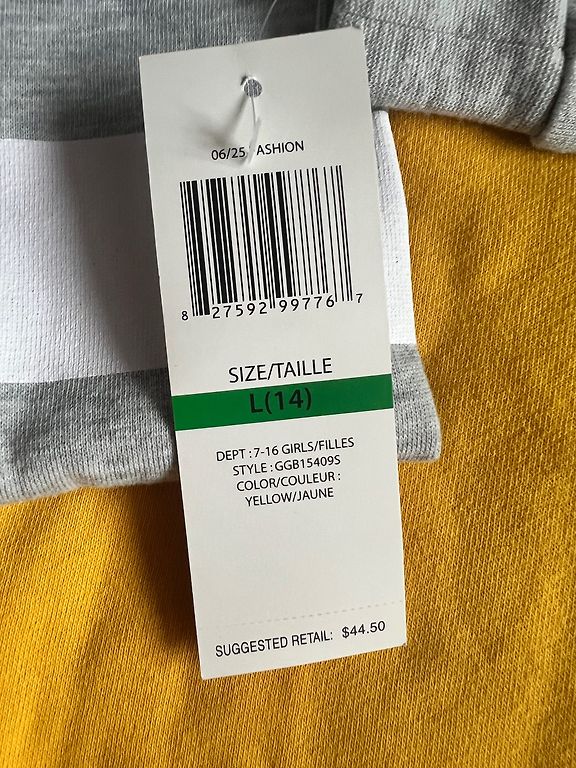 06/25 FASHION
8 27592 99776 7
SIZE/TAILLE
L(14)
DEPT : 7-16 GIRLS/FILLES
STYLE : GGB15409S
COLOR/COULEUR :
YELLOW/JAUNE
SUGGESTED RETAIL: $44.50